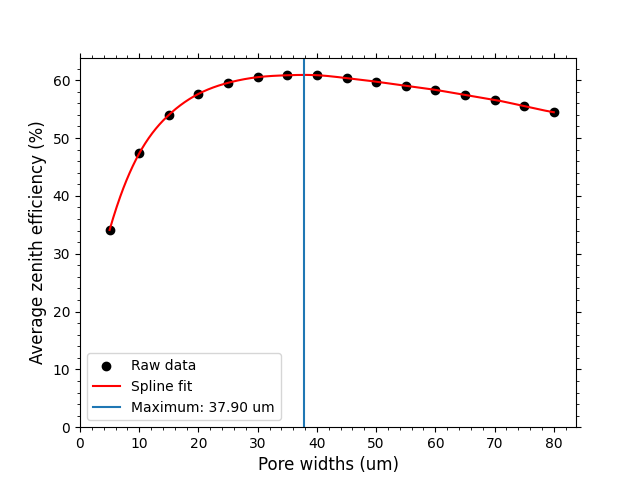 60
50
40
30
20
10
0
Average zenith efficiency (%)
Raw data
Spline fit
Maximum: 37.90 um
0 10 20 30 40 50 60 70 80
Pore widths (um)